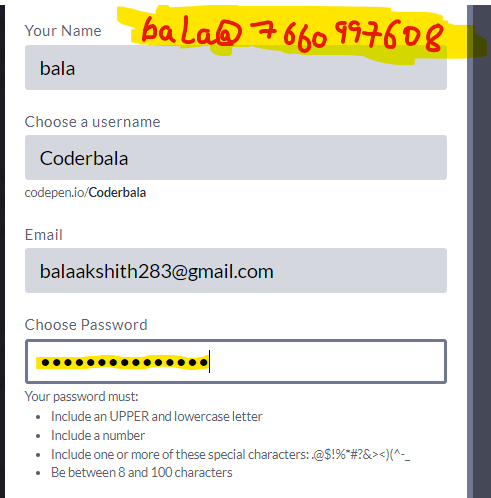 Your Name
bala@7660997608
bala
Choose a username
Coderbala
codepen.io/Coderbala
Email
balaakshith283@gmail.com
Choose Password
•••••••••••••••
Your password must:
• Include an UPPER and lowercase letter
• Include a number
• Include one or more of these special characters: .@$!%*#?&><)(^-_
• Be between 8 and 100 characters